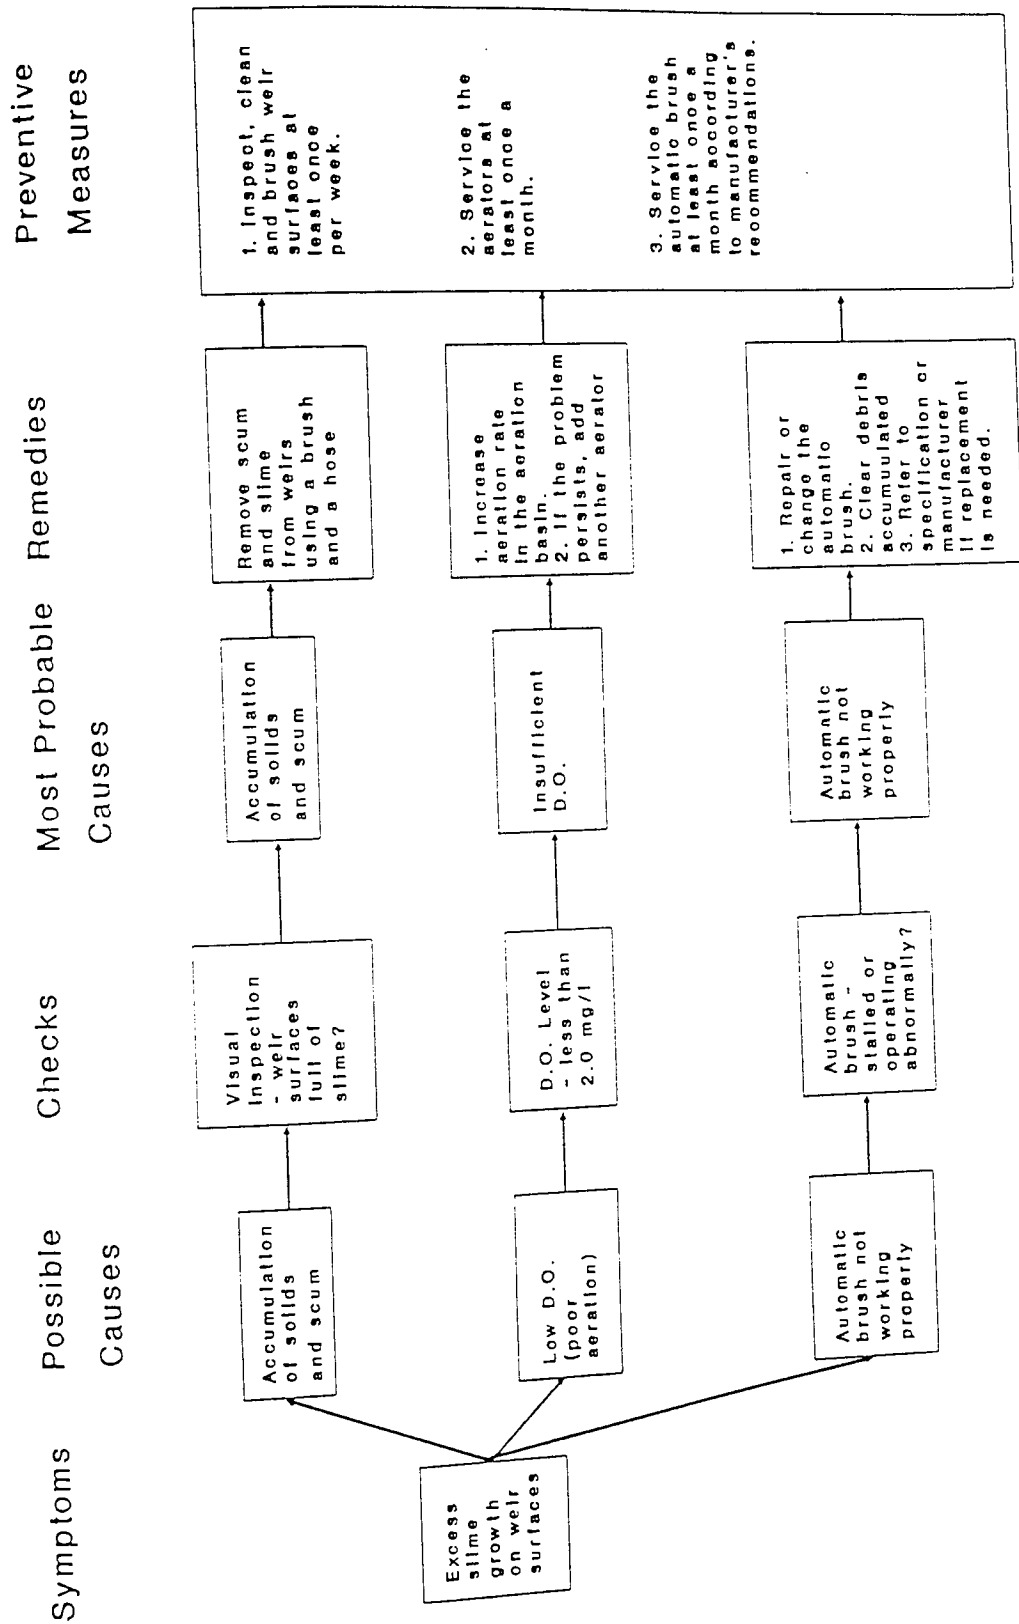 Symptoms
Possible
Causes
Checks
Most Probable
Causes
Remedies
Preventive
Measures
Excess
slime
growth
on weir
surfaces
Accumulation
of solids
and scum
Visual
Inspection
- weir
surfaces
full of
slime?
Accumulation
of solids
and scum
Remove scum
and slime
from weirs
using a brush
and a hose
1. Inspect, clean
and brush weir
surfaces at
least once
per week.
Low D.O.
(poor
aeration)
D.O. Level
- less than
2.0 mg/l
Insufficient
D.O.
1. Increase
aeration rate
in the aeration
basin.
2. If the problem
persists, add
another aerator
2. Service the
aerators at
least once a
month.
Automatic
brush not
working
properly
Automatic
brush -
stalled or
operating
abnormally?
Automatic
brush not
working
properly
1. Repair or
change the
automatic
brush.
2. Clear debris
accumuulated
3. Refer to
specification or
manufacturer
if replacement
is needed.
3. Service the
automatic brush
at least once a
month according
to manufacturer's
recommendations.